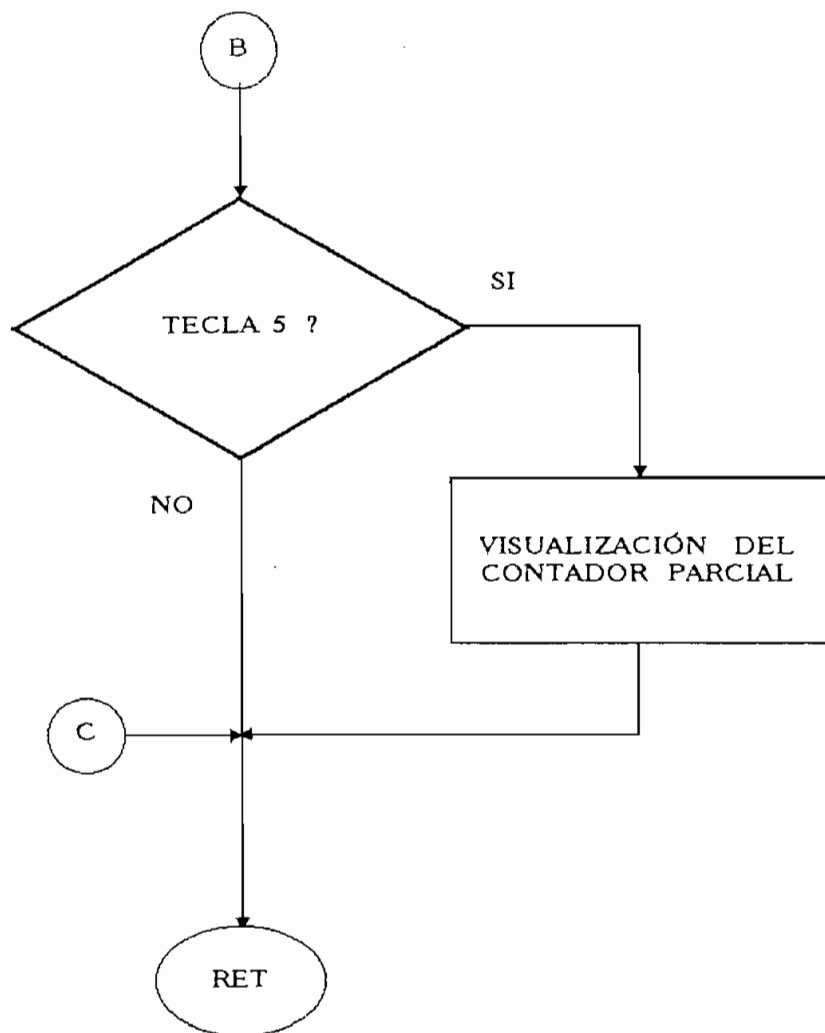 B
SI
TECLA 5 ?
NO
VISUALIZACIÓN DEL
CONTADOR PARCIAL
C
RET